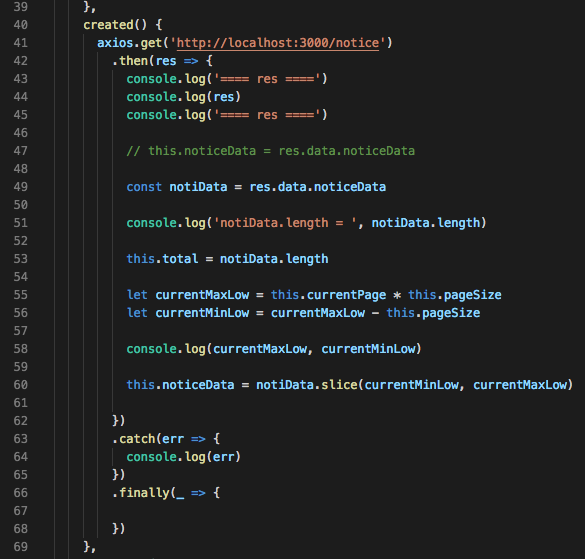 39 },
40 created() {
41 axios.get('http://localhost:3000/notice')
42 .then(res => {
43 console.log('==== res ====')
44 console.log(res)
45 console.log('==== res ====')
46
47 // this.noticeData = res.data.noticeData
48
49 const notiData = res.data.noticeData
50
51 console.log('notiData.length = ', notiData.length)
52
53 this.total = notiData.length
54
55 let currentMaxLow = this.currentPage * this.pageSize
56 let currentMinLow = currentMaxLow - this.pageSize
57
58 console.log(currentMaxLow, currentMinLow)
59
60 this.noticeData = notiData.slice(currentMinLow, currentMaxLow)
61
62 })
63 .catch(err => {
64 console.log(err)
65 })
66 .finally(_ => {
67
68 })
69 },